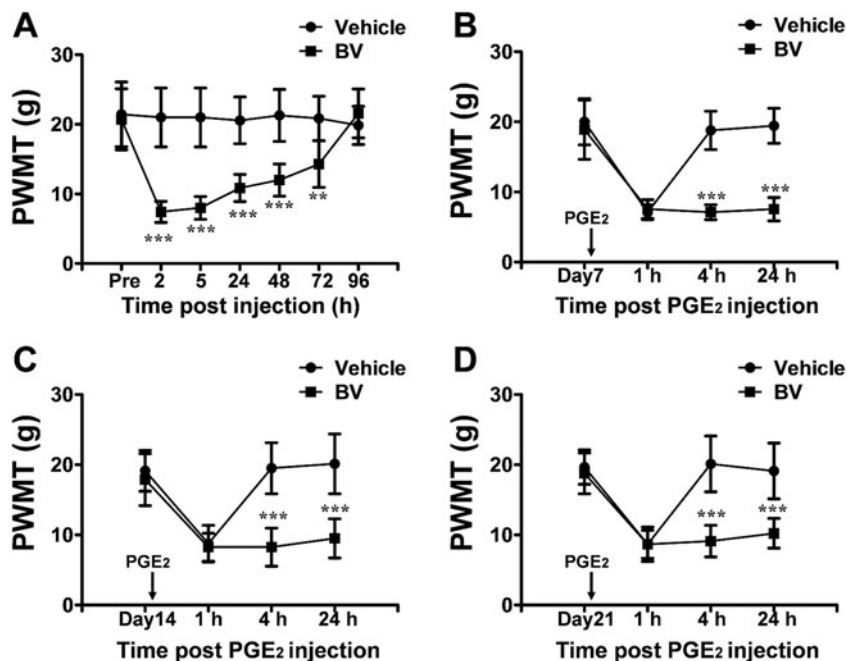 A
Vehicle
BV
PWMT (g)
30
20
10
0
*** *** *** *** **
Pre 2 5 24 48 72 96
Time post injection (h)
B
Vehicle
BV
PWMT (g)
30
20
10
0
PGE₂
*** ***
Day7 1 h 4 h 24 h
Time post PGE₂ injection
C
Vehicle
BV
PWMT (g)
30
20
10
0
PGE₂
*** ***
Day14 1 h 4 h 24 h
Time post PGE₂ injection
D
Vehicle
BV
PWMT (g)
30
20
10
0
PGE₂
*** ***
Day21 1 h 4 h 24 h
Time post PGE₂ injection